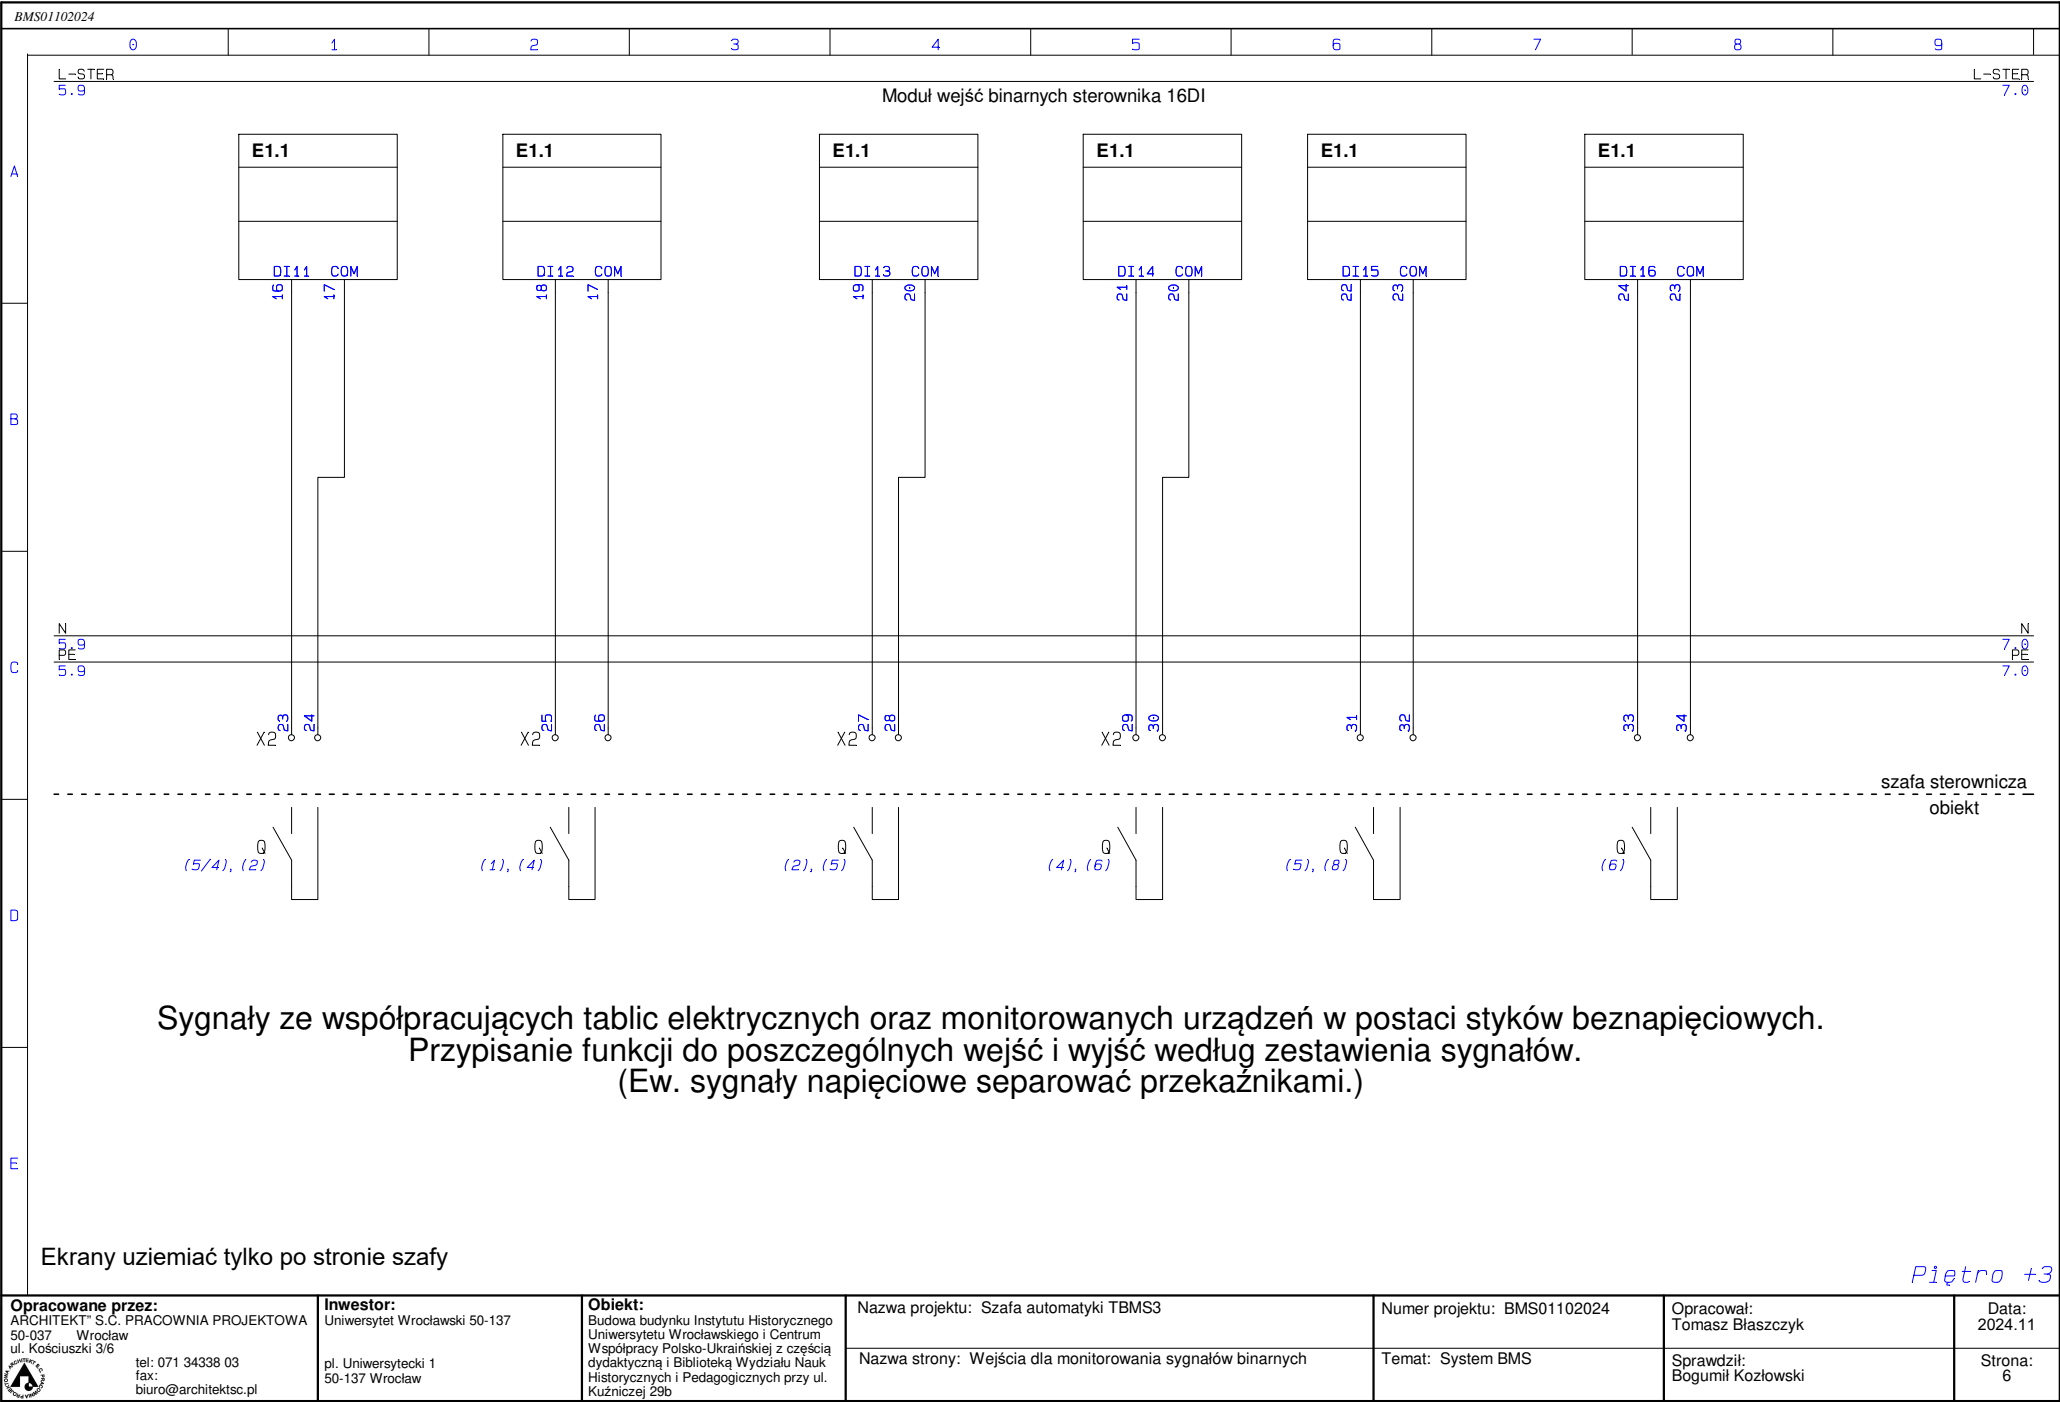 BMS01102024
0 1 2 3 4 5 6 7 8 9
L-STER L-STER
5.9 7.0
Moduł wejść binarnych sterownika 16DI
E1.1 E1.1 E1.1 E1.1 E1.1 E1.1
A
DI11 COM DI12 COM DI13 COM DI14 COM DI15 COM DI16 COM
16 17 18 17 19 20 21 20 22 23 24 23
B
N N
5.9 7.0
PE PE
5.9 7.0
C
X2 23 24 X2 25 26 X2 27 28 X2 29 30 31 32 33 34
szafa sterownicza
obiekt
Q Q Q Q Q Q
(5/4), (2) (1), (4) (2), (5) (4), (6) (5), (8) (6)
D
Sygnały ze współpracujących tablic elektrycznych oraz monitorowanych urządzeń w postaci styków beznapięciowych.
Przypisanie funkcji do poszczególnych wejść i wyjść według zestawienia sygnałów.
(Ew. sygnały napięciowe separować przekaźnikami.)
E
Ekrany uziemiać tylko po stronie szafy
Piętro +3
Opracowane przez:
ARCHITEKT" S.C. PRACOWNIA PROJEKTOWA
50-037 Wrocław
ul. Kościuszki 3/6
tel: 071 34338 03
fax:
biuro@architektsc.pl
Inwestor:
Uniwersytet Wrocławski 50-137
pl. Uniwersytecki 1
50-137 Wrocław
Obiekt:
Budowa budynku Instytutu Historycznego
Uniwersytetu Wrocławskiego i Centrum
Współpracy Polsko-Ukraińskiej z częścią
dydaktyczną i Biblioteką Wydziału Nauk
Historycznych i Pedagogicznych przy ul.
Kuźniczej 29b
Nazwa projektu: Szafa automatyki TBMS3
Nazwa strony: Wejścia dla monitorowania sygnałów binarnych
Numer projektu: BMS01102024
Temat: System BMS
Opracował:
Tomasz Błaszczyk
Sprawdził:
Bogumił Kozłowski
Data:
2024.11
Strona:
6